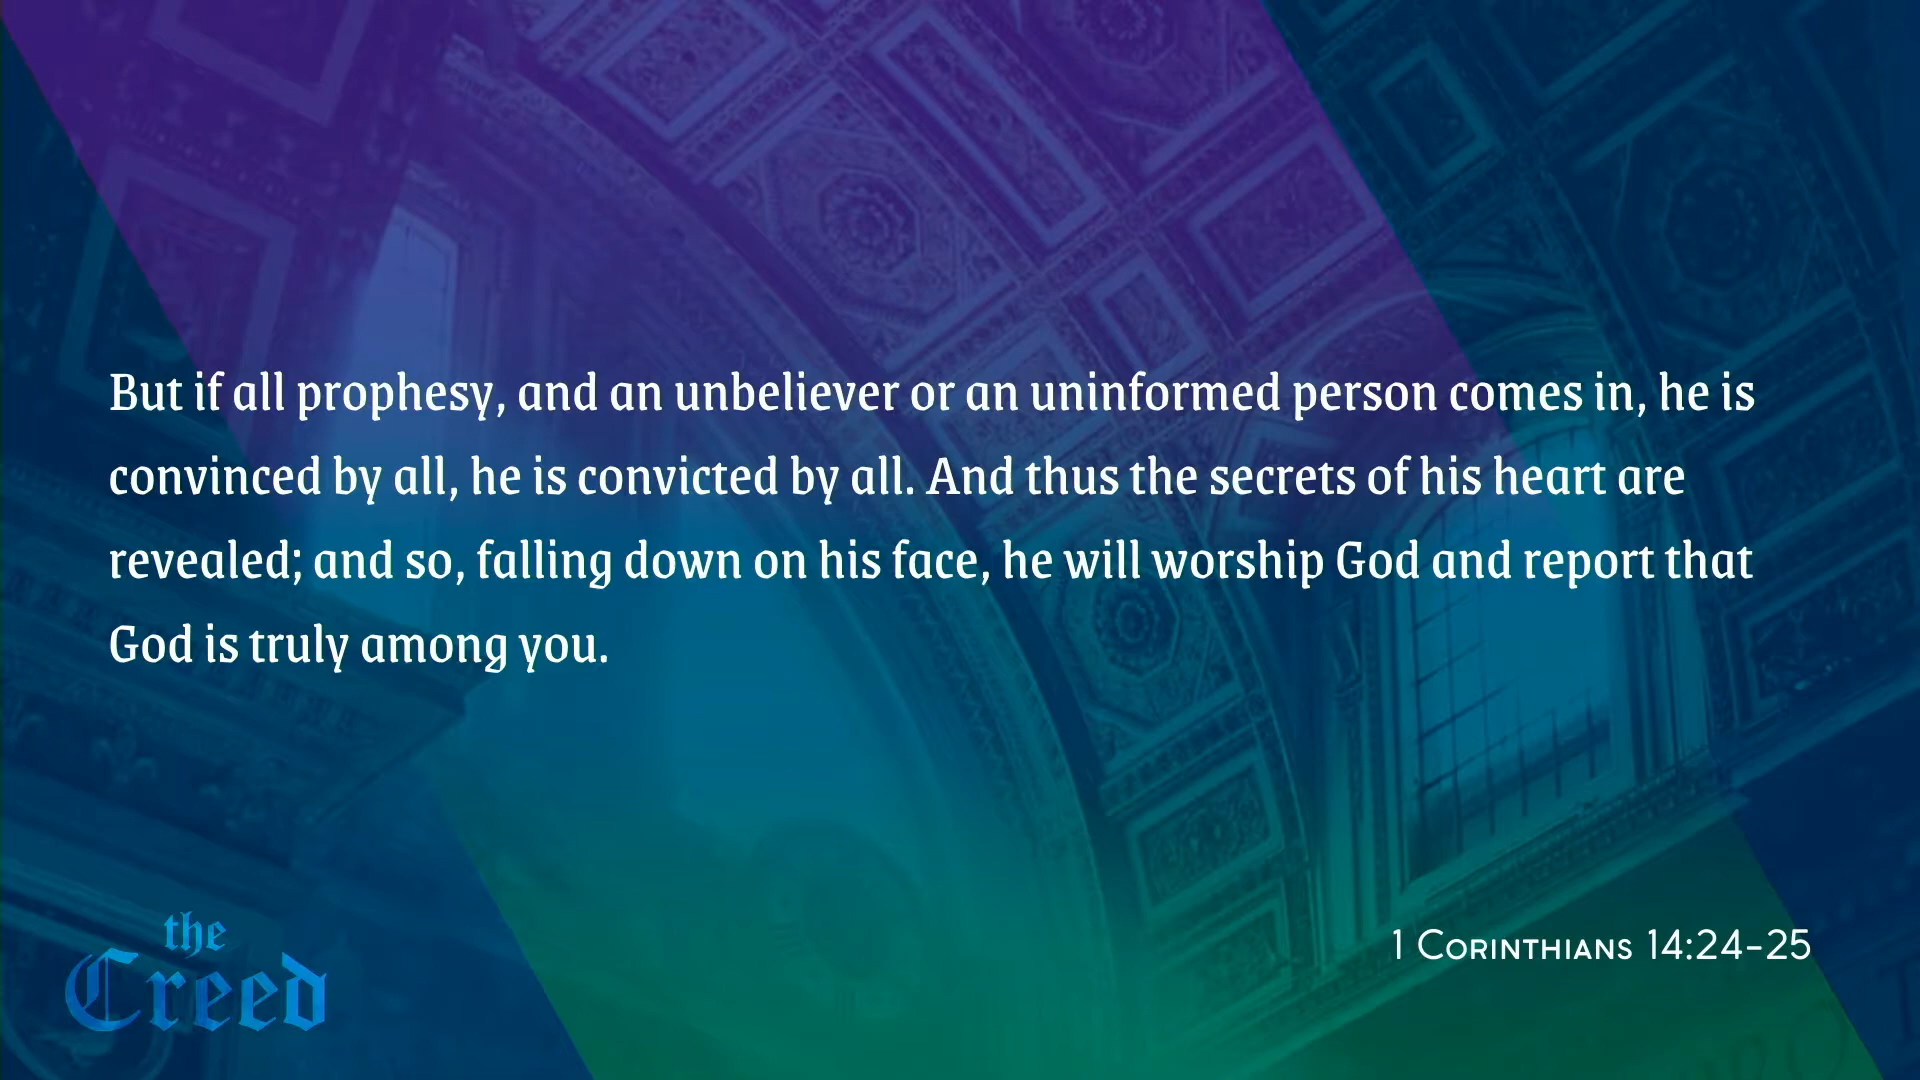 But if all prophesy, and an unbeliever or an uninformed person comes in, he is
convinced by all, he is convicted by all. And thus the secrets of his heart are
revealed; and so, falling down on his face, he will worship God and report that
God is truly among you.
the
Creed
1 Corinthians 14:24-25